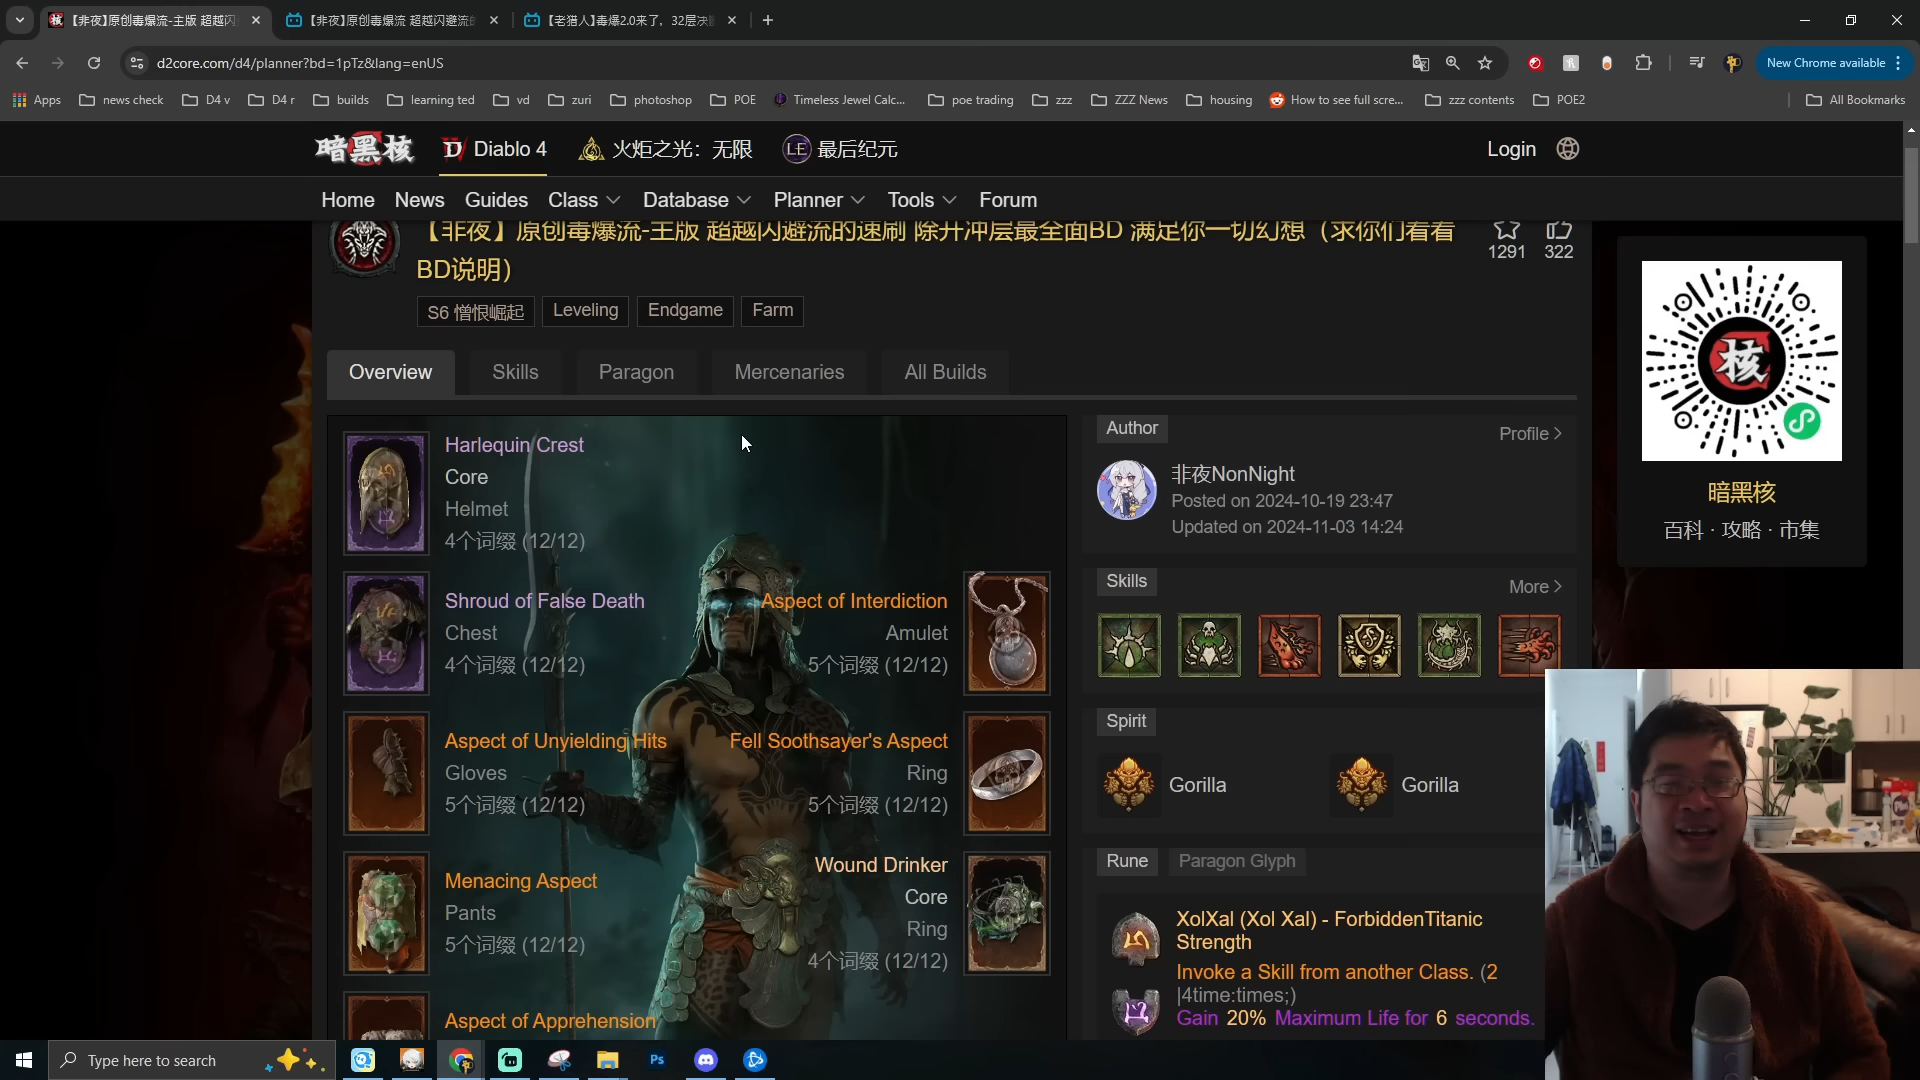 【非夜】原创毒爆流-主版 超越闪
【非夜】原创毒爆流 超越闪避流的
【老猎人】毒爆2.0来了，32层决
d2core.com/d4/planner?bd=1pTz&lang=enUS
New Chrome available
Apps
news check
D4 v
D4 r
builds
learning ted
vd
zuri
photoshop
POE
Timeless Jewel Calc...
poe trading
zzz
ZZZ News
housing
How to see full scre...
zzz contents
POE2
All Bookmarks
暗黑核
Diablo 4
火炬之光：无限
LE
最后纪元
Login
Home
News
Guides
Class
Database
Planner
Tools
Forum
【非夜】原创毒爆流-主版 超越闪避流的速刷 除开冲层最全面BD 满足你一切幻想（求你们看看
BD说明）
1291
322
S6 憎恨崛起
Leveling
Endgame
Farm
Overview
Skills
Paragon
Mercenaries
All Builds
Harlequin Crest
Core
Helmet
4个词缀 (12/12)
Shroud of False Death
Chest
4个词缀 (12/12)
Aspect of Interdiction
Amulet
5个词缀 (12/12)
Aspect of Unyielding Hits
Gloves
5个词缀 (12/12)
Fell Soothsayer's Aspect
Ring
5个词缀 (12/12)
Menacing Aspect
Pants
5个词缀 (12/12)
Wound Drinker
Core
Ring
4个词缀 (12/12)
Aspect of Apprehension
Author
Profile
非夜NonNight
Posted on 2024-10-19 23:47
Updated on 2024-11-03 14:24
Skills
More
Spirit
Gorilla
Gorilla
Rune
Paragon Glyph
XolXal (Xol Xal) - ForbiddenTitanic
Strength
Invoke a Skill from another Class. (2
|4time:times;)
Gain 20% Maximum Life for 6 seconds.
核
暗黑核
百科 · 攻略 · 市集
Type here to search
Ps